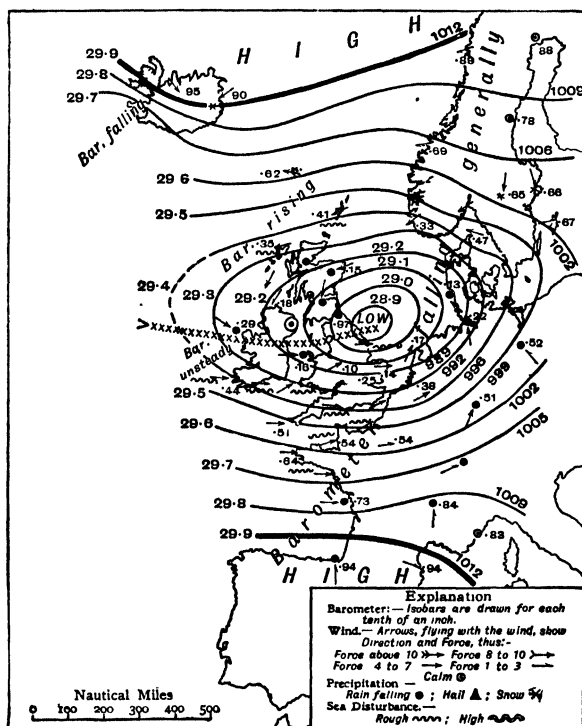 29.9
29.8
29.7
95
90
H I G H
1012
.88
88
1009
.78
generally
Bar. falling
.69
1006
.62
29.6
.65
.66
29.5
Bar. rising
.41
.33
.67
.47
1002
.35
29.4
29.3
29.2
29.2
29.1
29.0
28.9
.15
.18
.13
.32
LOW
.97
.29
.17
falling
Bar. unsteady
.16
.10
.25
.38
989
992
996
999
.52
.44
29.5
.51
1002
.51
.54
.54
29.6
1005
.64
29.7
Barometer
29.8
.73
.84
1009
29.9
.83
.94
.94
1012
H I G H
Explanation
Barometer:— Isobars are drawn for each
tenth of an inch.
Wind.— Arrows, flying with the wind, show
Direction and Force, thus:-
Force above 10 Force 8 to 10
Force 4 to 7 Force 1 to 3
Calm
Precipitation —
Rain falling ; Hail ; Snow
Sea Disturbance.—
Rough ; High
Nautical Miles
0 100 200 300 400 500